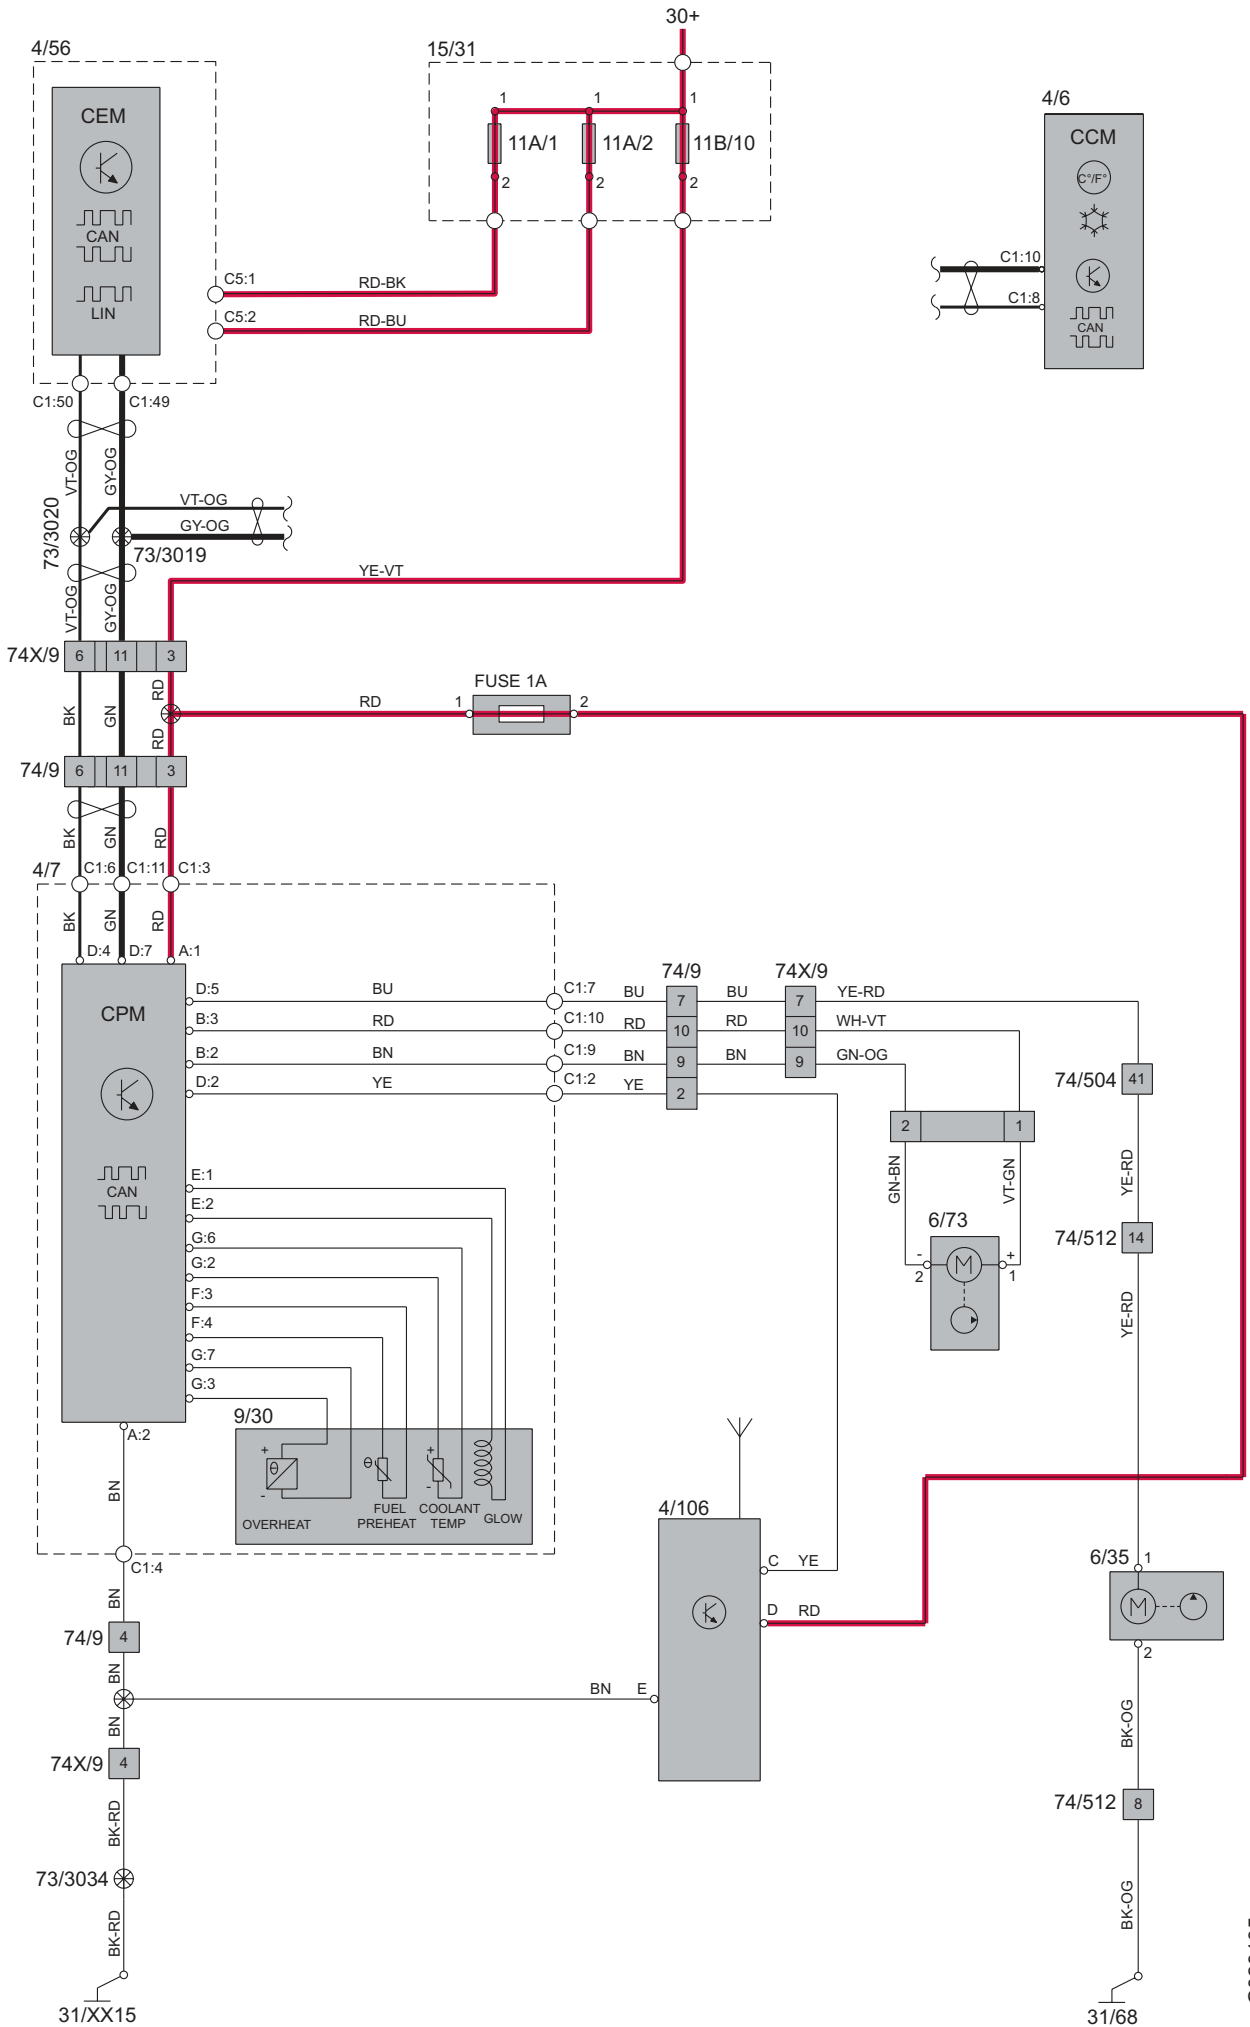 30+
4/56
15/31
4/6
CEM
CAN
LIN
1 1 1
11A/1 11A/2 11B/10
2 2 2
CCM
C°/F°
CAN
C1:10
C1:8
C5:1 RD-BK
C5:2 RD-BU
C1:50 C1:49
VT-OG GY-OG
VT-OG
GY-OG
73/3020
73/3019
VT-OG GY-OG
YE-VT
74X/9 6 11 3
BK GN RD
RD 1 FUSE 1A 2
RD
74/9 6 11 3
BK GN RD
4/7 C1:6 C1:11 C1:3
BK GN RD
D:4 D:7 A:1
CPM
CAN
74/9 74X/9
D:5 BU C1:7 BU 7 BU 7 YE-RD
B:3 RD C1:10 RD 10 RD 10 WH-VT
B:2 BN C1:9 BN 9 BN 9 GN-OG
D:2 YE C1:2 YE 2
74/504 41
2 1
GN-BN VT-GN YE-RD
E:1
E:2
G:6
G:2
F:3
F:4
G:7
G:3
6/73
- M +
2 1
74/512 14
YE-RD
A:2
9/30
+ θ -
OVERHEAT
θ
FUEL
PREHEAT
+ -
COOLANT
TEMP
GLOW
BN
C1:4
BN
4/106
C YE
D RD
6/35 1
M
2
74/9 4
BN
BN E
BN
74X/9 4
BK-OG
74/512 8
BK-RD
73/3034
BK-RD
BK-OG
31/XX15
31/68